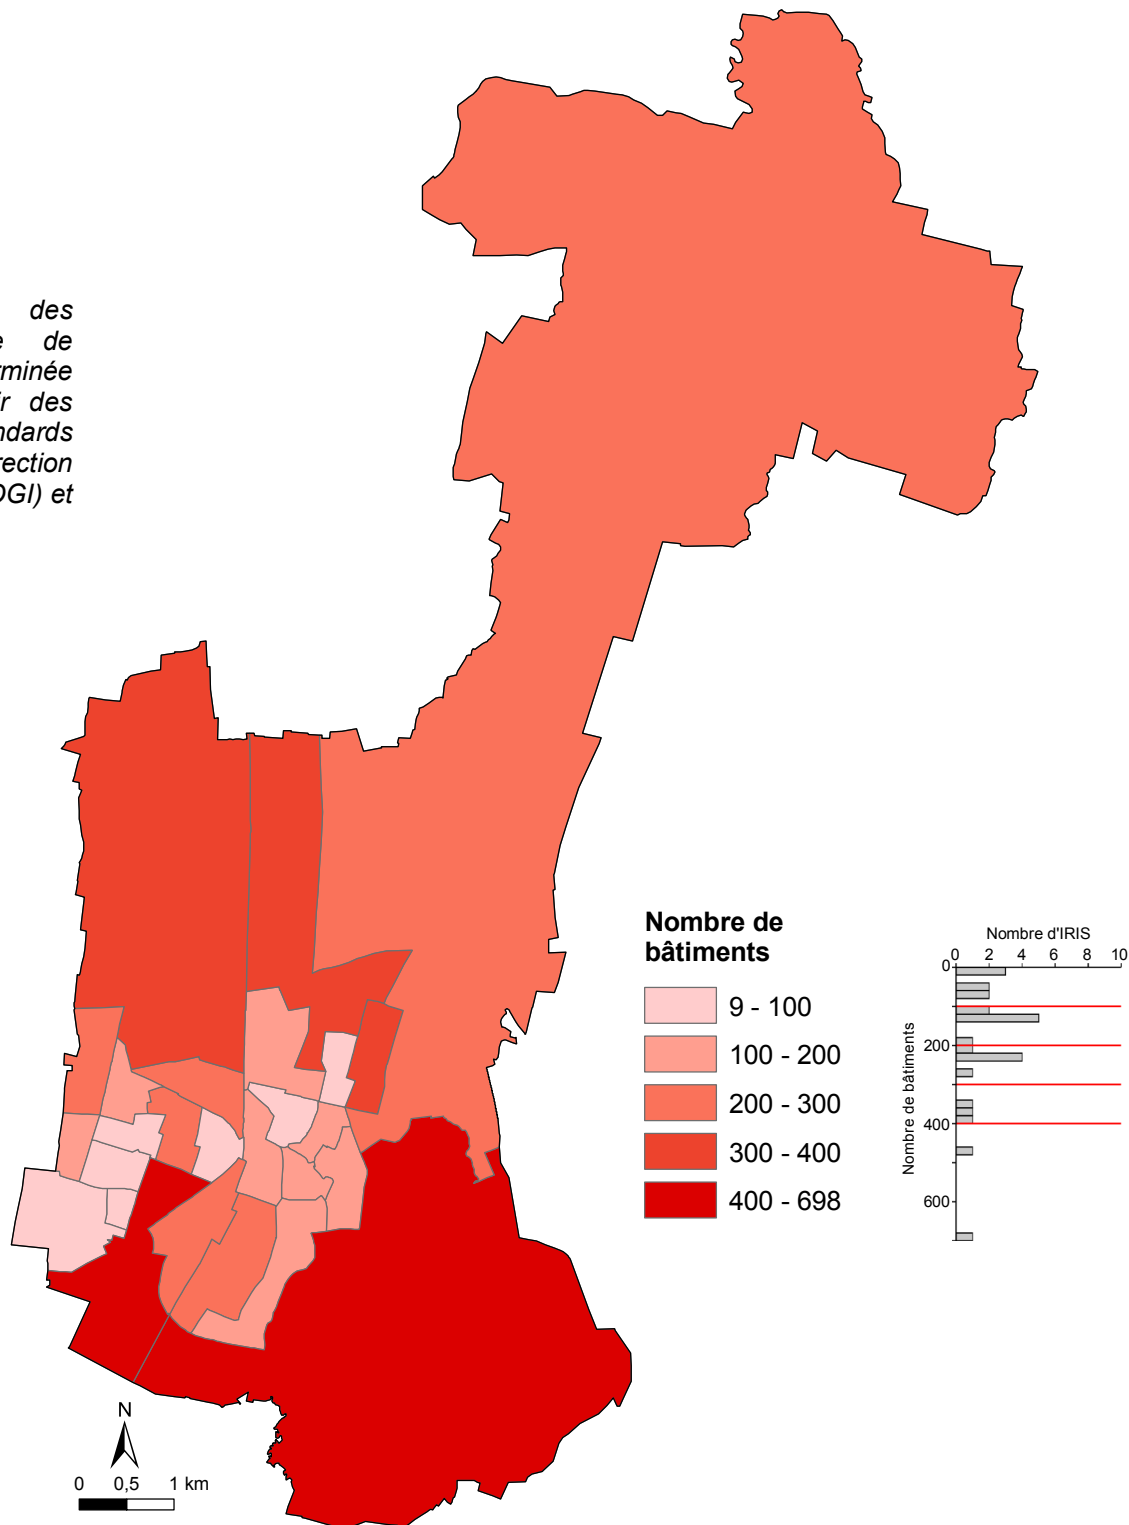 des
de
rminée
r des
ndards
rection
OGI) et
Nombre de
bâtiments
9 - 100
100 - 200
200 - 300
300 - 400
400 - 698
Nombre d'IRIS
0 2 4 6 8 10
0
200
400
600
Nombre de bâtiments
N
0 0,5 1 km